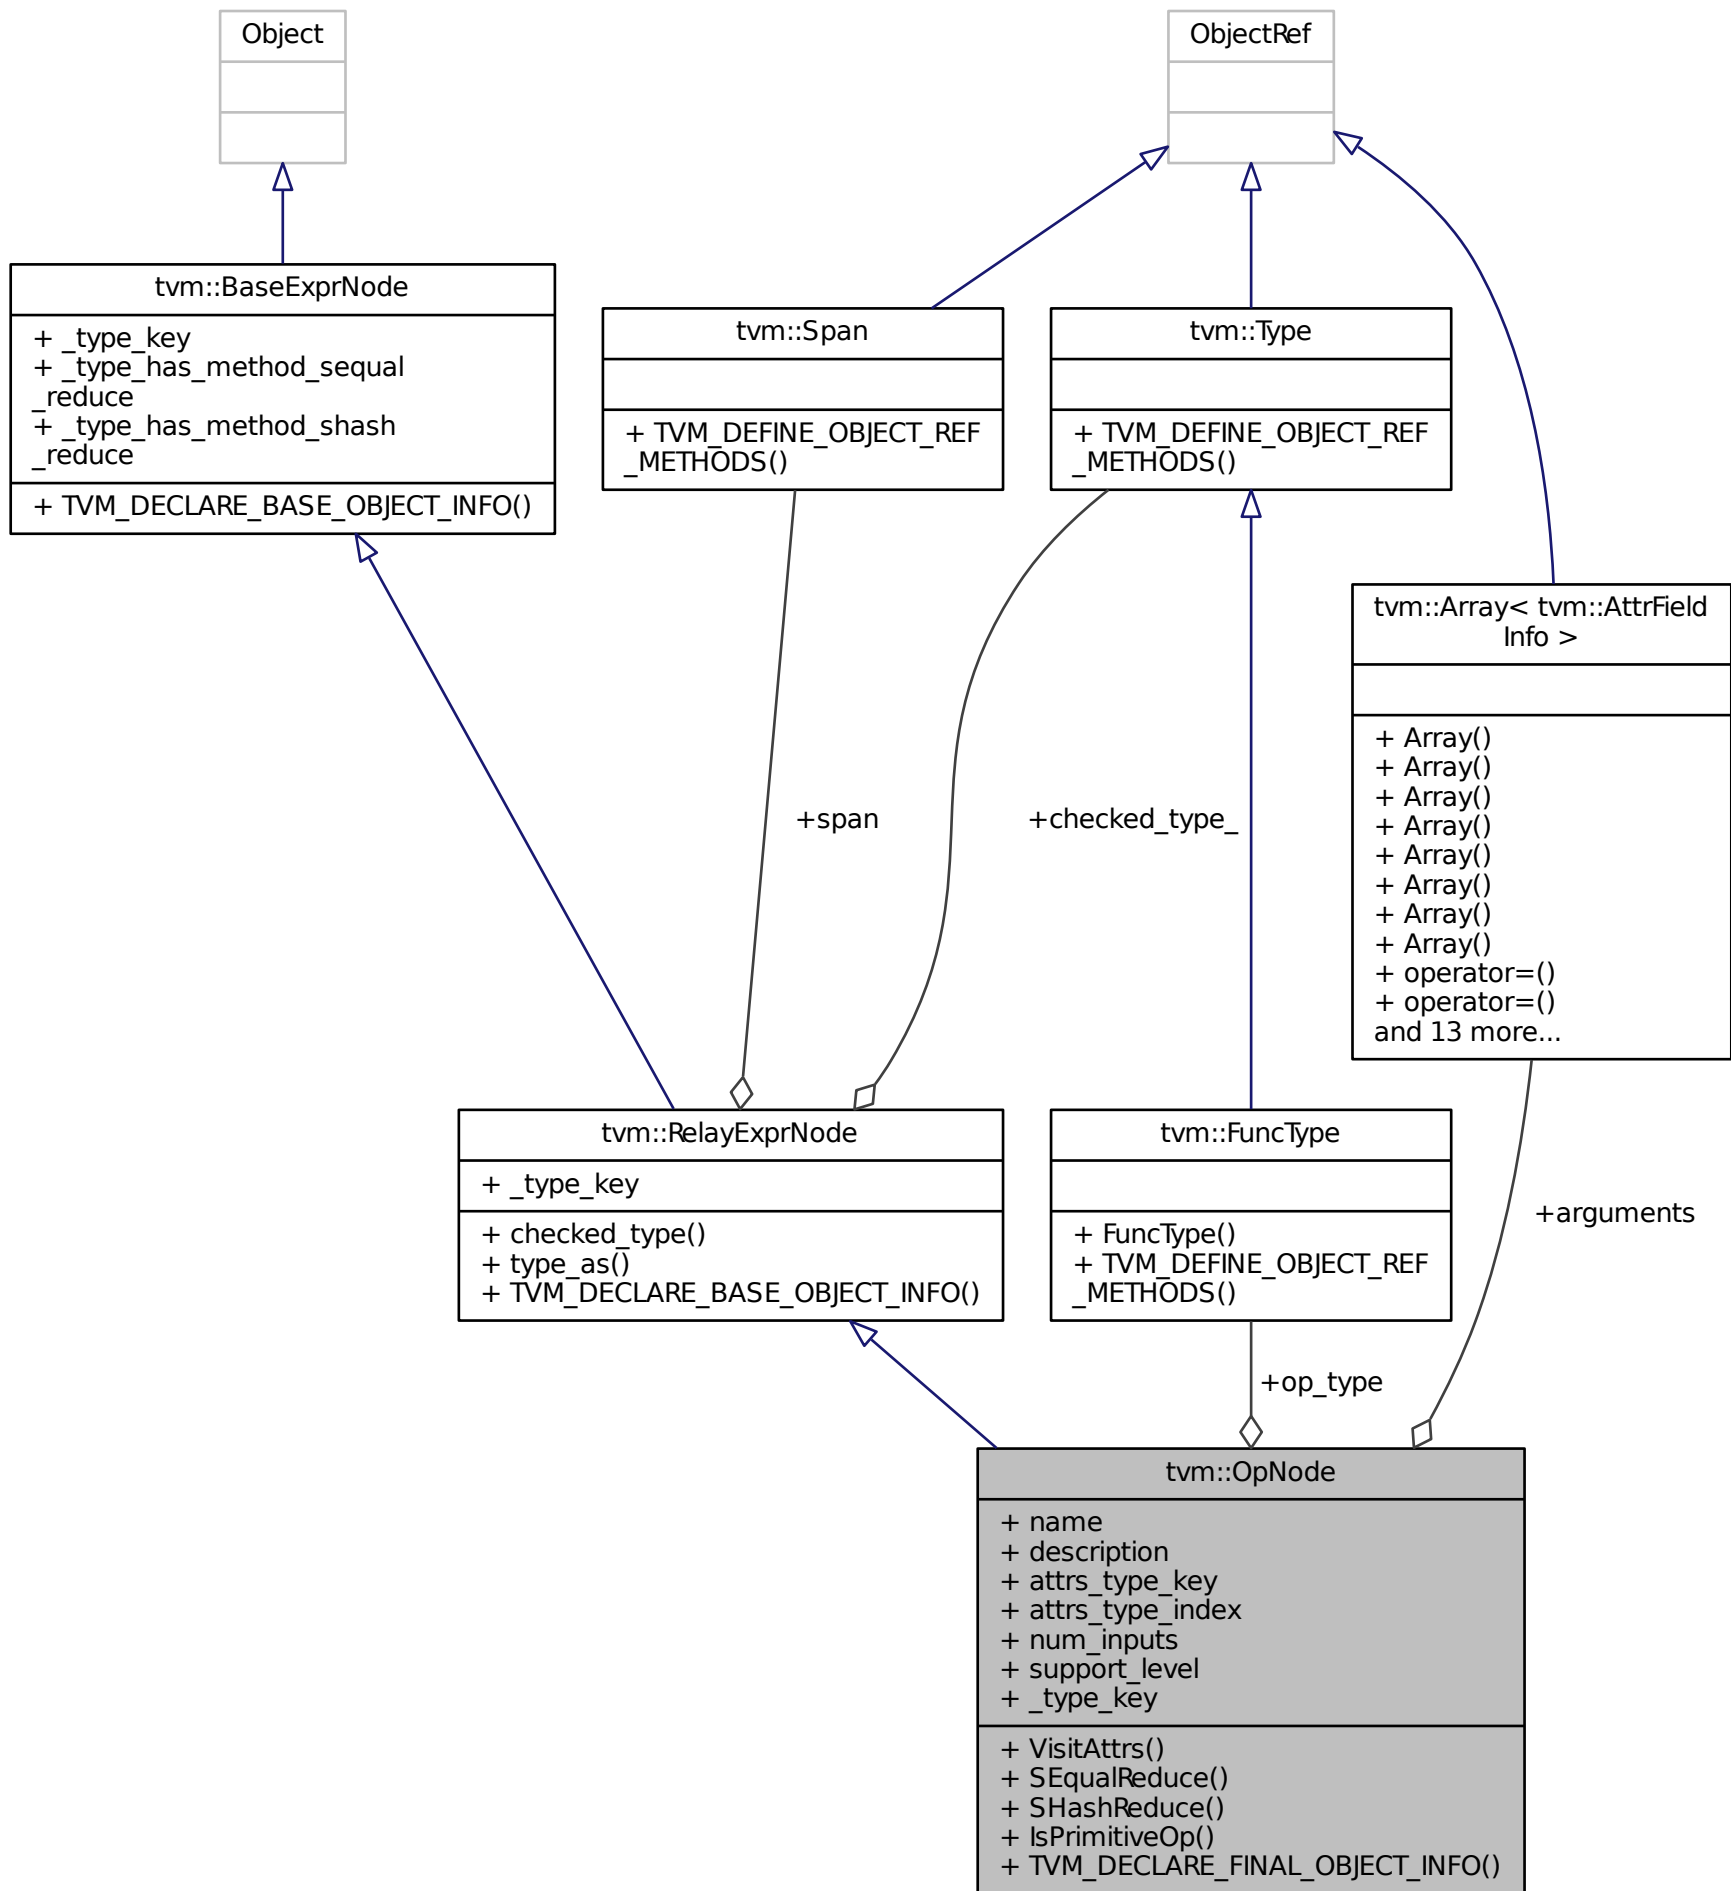 Object
ObjectRef
tvm::BaseExprNode
+ _type_key
+ _type_has_method_sequal
_reduce
+ _type_has_method_shash
_reduce
+ TVM_DECLARE_BASE_OBJECT_INFO()
tvm::Span
+ TVM_DEFINE_OBJECT_REF
_METHODS()
tvm::Type
+ TVM_DEFINE_OBJECT_REF
_METHODS()
tvm::Array< tvm::AttrField
Info >
+ Array()
+ Array()
+ Array()
+ Array()
+ Array()
+ Array()
+ Array()
+ Array()
+ operator=()
+ operator=()
and 13 more...
+span
+checked_type_
tvm::RelayExprNode
+ _type_key
+ checked_type()
+ type_as()
+ TVM_DECLARE_BASE_OBJECT_INFO()
tvm::FuncType
+ FuncType()
+ TVM_DEFINE_OBJECT_REF
_METHODS()
+arguments
+op_type
tvm::OpNode
+ name
+ description
+ attrs_type_key
+ attrs_type_index
+ num_inputs
+ support_level
+ _type_key
+ VisitAttrs()
+ SEqualReduce()
+ SHashReduce()
+ IsPrimitiveOp()
+ TVM_DECLARE_FINAL_OBJECT_INFO()